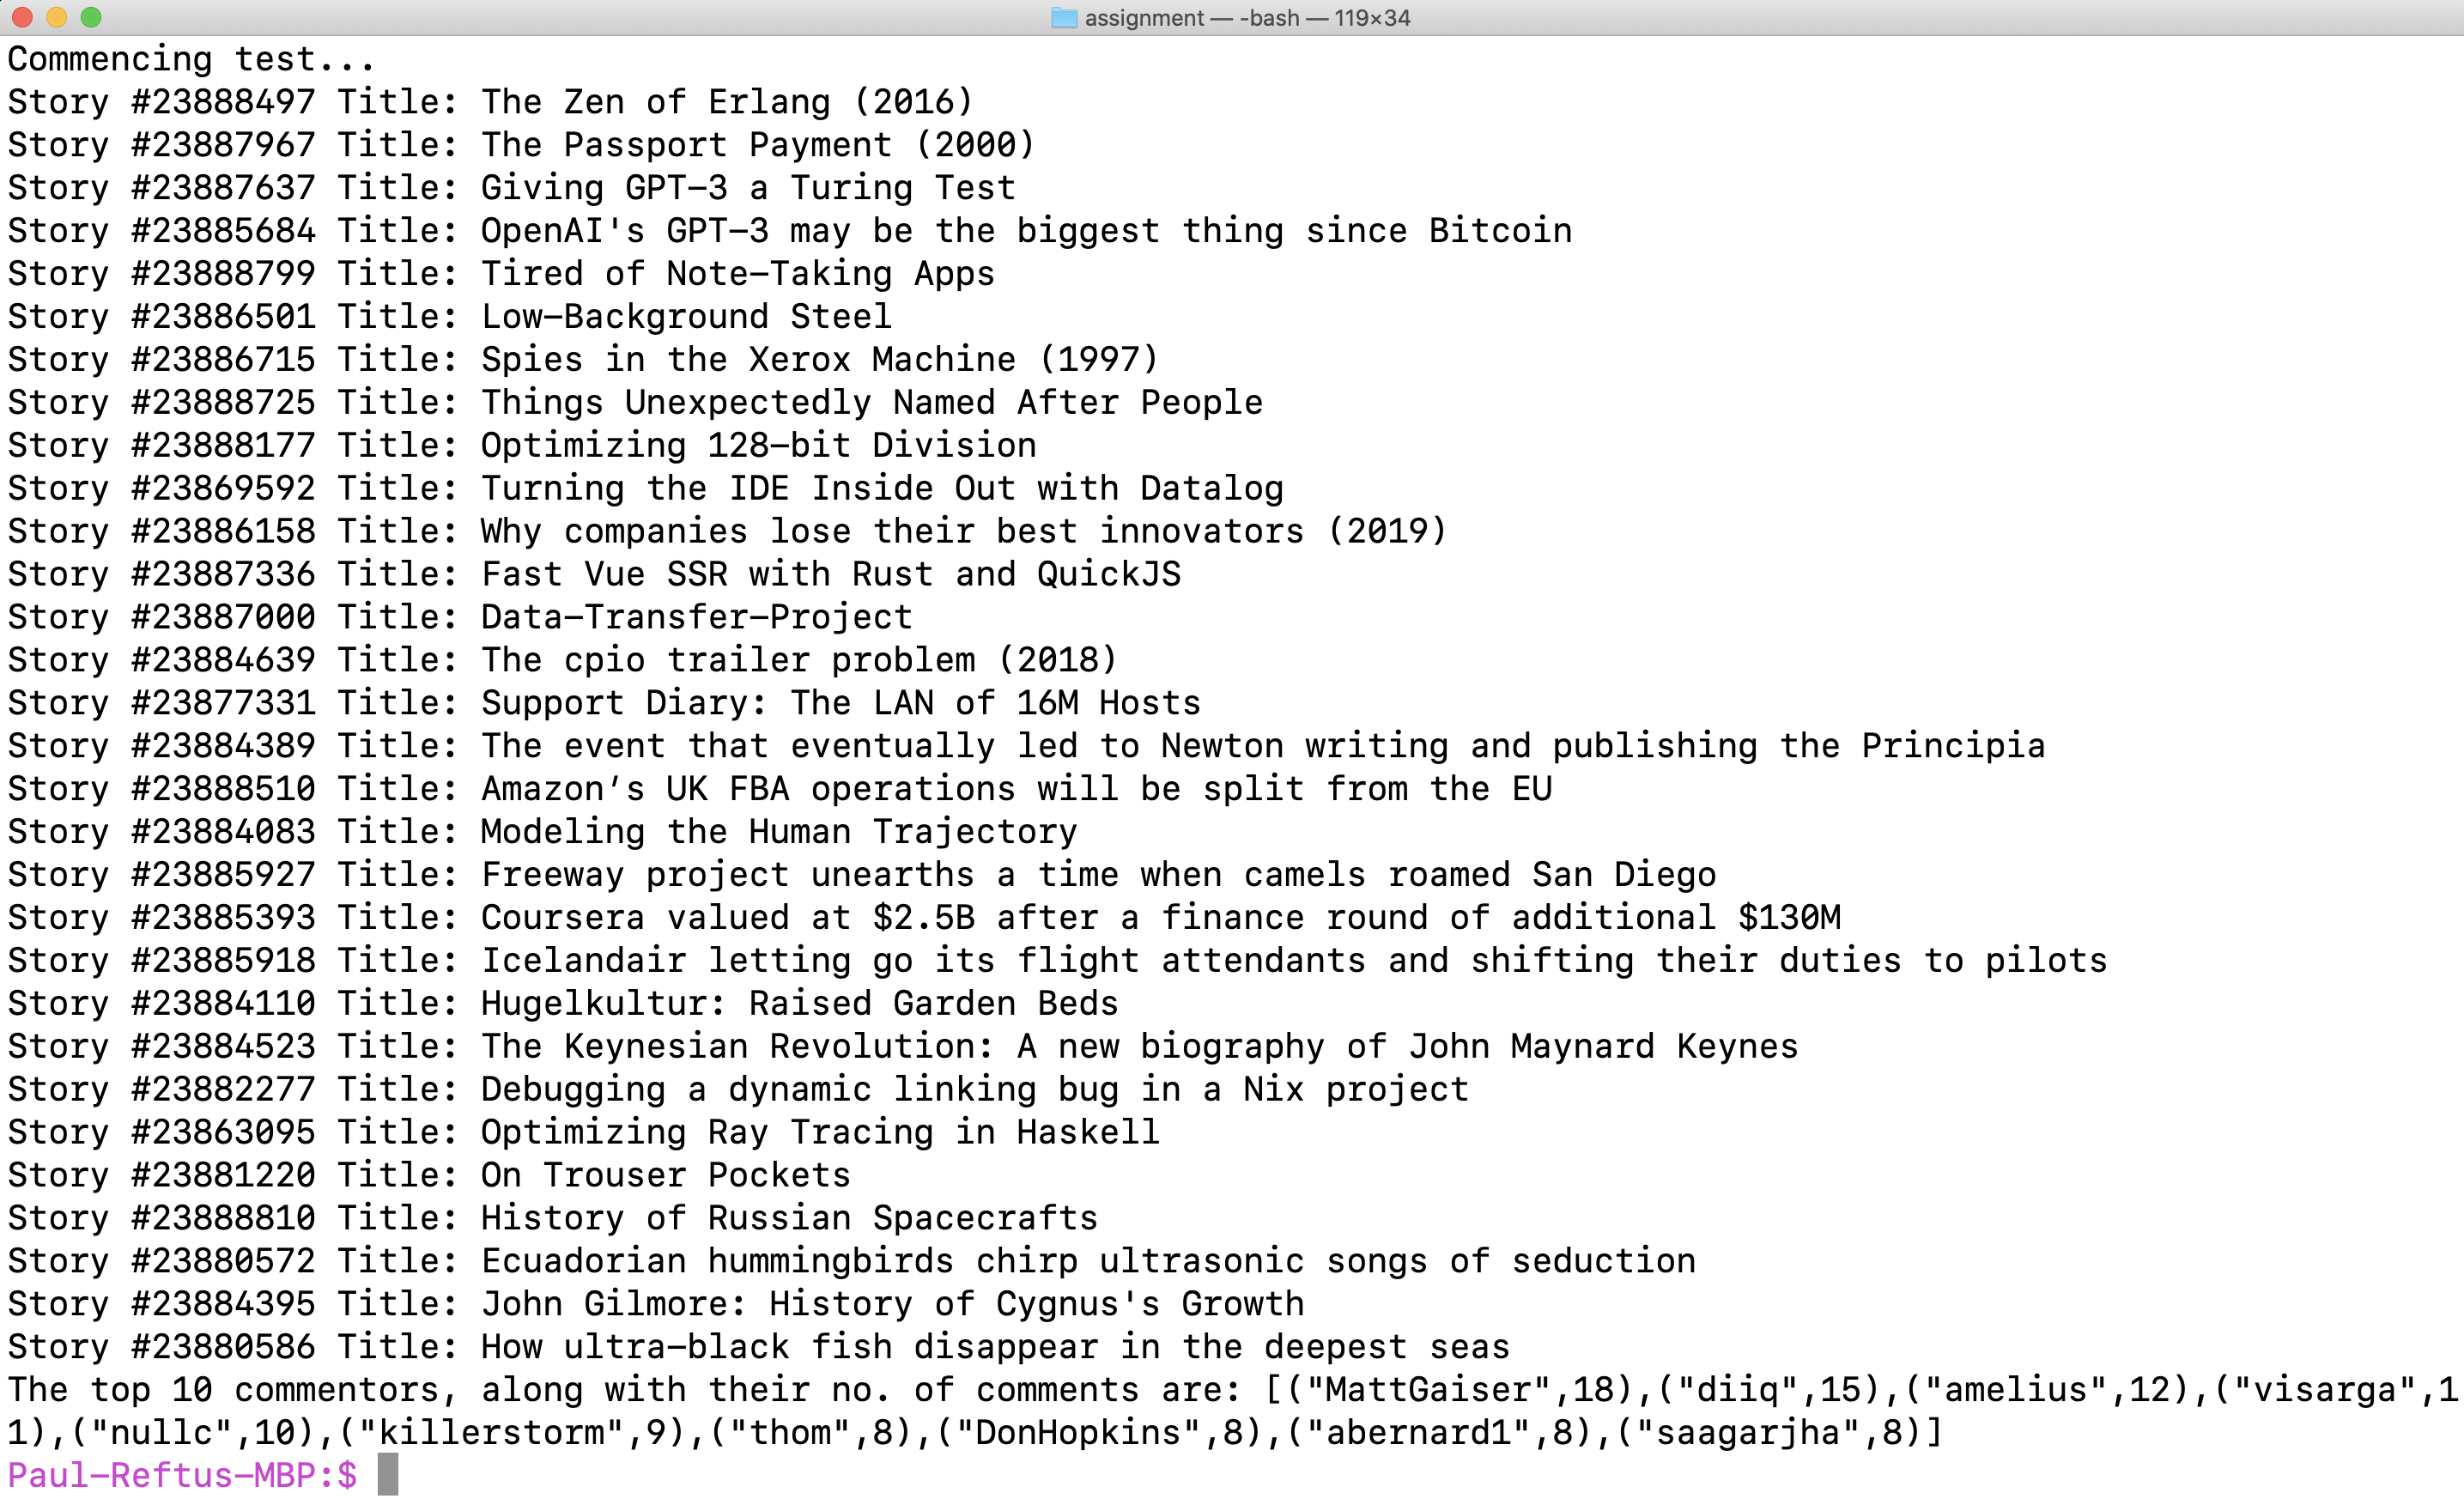 assignment — -bash — 119×34
Commencing test...
Story #23888497 Title: The Zen of Erlang (2016)
Story #23887967 Title: The Passport Payment (2000)
Story #23887637 Title: Giving GPT-3 a Turing Test
Story #23885684 Title: OpenAI's GPT-3 may be the biggest thing since Bitcoin
Story #23888799 Title: Tired of Note-Taking Apps
Story #23886501 Title: Low-Background Steel
Story #23886715 Title: Spies in the Xerox Machine (1997)
Story #23888725 Title: Things Unexpectedly Named After People
Story #23888177 Title: Optimizing 128-bit Division
Story #23869592 Title: Turning the IDE Inside Out with Datalog
Story #23886158 Title: Why companies lose their best innovators (2019)
Story #23887336 Title: Fast Vue SSR with Rust and QuickJS
Story #23887000 Title: Data-Transfer-Project
Story #23884639 Title: The cpio trailer problem (2018)
Story #23877331 Title: Support Diary: The LAN of 16M Hosts
Story #23884389 Title: The event that eventually led to Newton writing and publishing the Principia
Story #23888510 Title: Amazon’s UK FBA operations will be split from the EU
Story #23884083 Title: Modeling the Human Trajectory
Story #23885927 Title: Freeway project unearths a time when camels roamed San Diego
Story #23885393 Title: Coursera valued at $2.5B after a finance round of additional $130M
Story #23885918 Title: Icelandair letting go its flight attendants and shifting their duties to pilots
Story #23884110 Title: Hugelkultur: Raised Garden Beds
Story #23884523 Title: The Keynesian Revolution: A new biography of John Maynard Keynes
Story #23882277 Title: Debugging a dynamic linking bug in a Nix project
Story #23863095 Title: Optimizing Ray Tracing in Haskell
Story #23881220 Title: On Trouser Pockets
Story #23888810 Title: History of Russian Spacecrafts
Story #23880572 Title: Ecuadorian hummingbirds chirp ultrasonic songs of seduction
Story #23884395 Title: John Gilmore: History of Cygnus's Growth
Story #23880586 Title: How ultra-black fish disappear in the deepest seas
The top 10 commentors, along with their no. of comments are: [("MattGaiser",18),("diiq",15),("amelius",12),("visarga",1
1),("nullc",10),("killerstorm",9),("thom",8),("DonHopkins",8),("abernard1",8),("saagarjha",8)]
Paul-Reftus-MBP:$